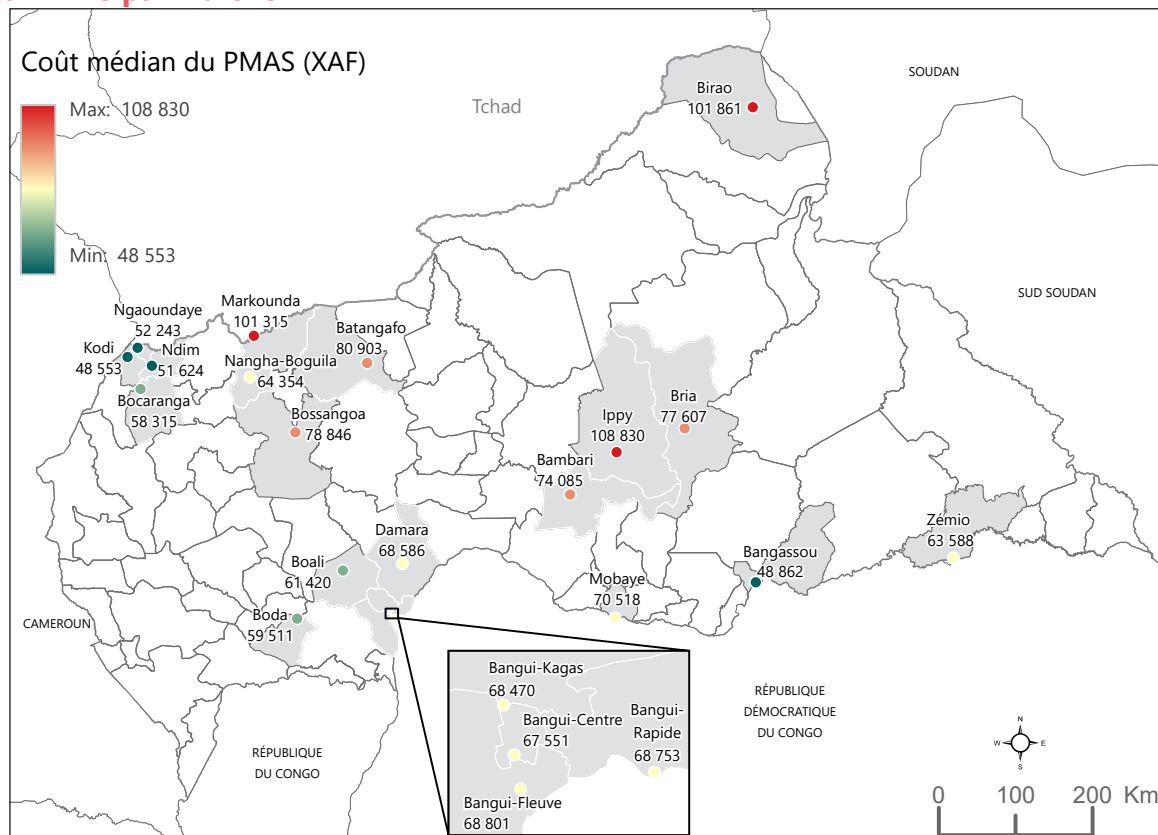 Coût médian du PMAS (XAF)
Max: 108 830
Min: 48 553
Tchad
SOUDAN
SUD SOUDAN
Birao
101 861
Ngaoundaye
52 243
Markounda
101 315
Batangafo
80 903
Kodi
48 553
Ndim
51 624
Nangha-Boguila
64 354
Bocaranga
58 315
Bossangoa
78 846
Ippy
108 830
Bria
77 607
Bambari
74 085
Damara
68 586
Boali
61 420
Boda
59 511
Zémio
63 588
Bangassou
48 862
Mobaye
70 518
CAMEROUN
Bangui-Kagas
68 470
Bangui-Centre
67 551
Bangui-
Rapide
68 753
Bangui-Fleuve
68 801
RÉPUBLIQUE
DU CONGO
RÉPUBLIQUE
DÉMOCRATIQUE
DU CONGO
N
W E
S
0 100 200 Km